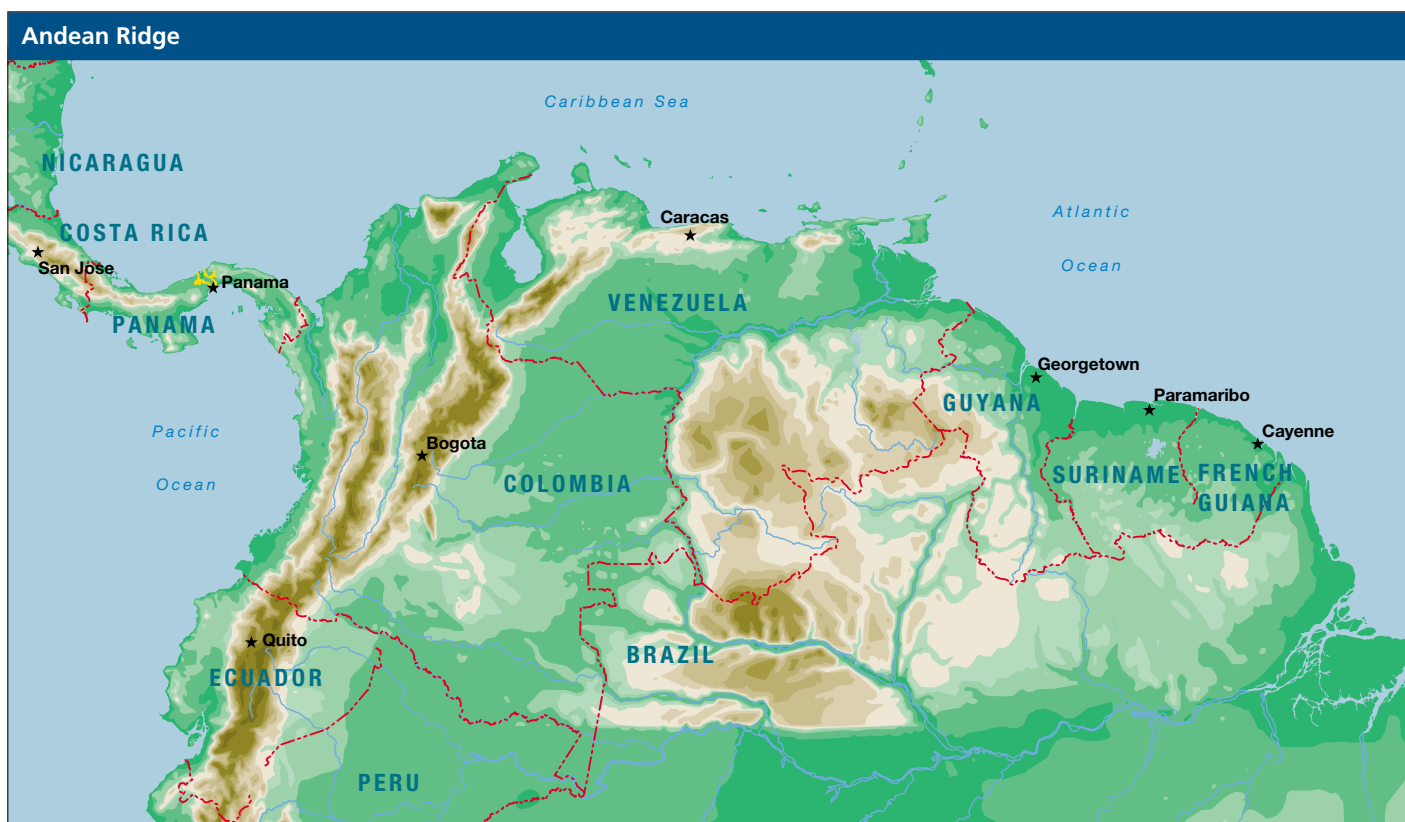 Andean Ridge
Caribbean Sea
NICARAGUA
Atlantic
Ocean
Caracas
COSTA RICA
San Jose
Panama
PANAMA
VENEZUELA
Georgetown
GUYANA
Paramaribo
Cayenne
Pacific
Ocean
Bogota
COLOMBIA
SURINAME
FRENCH
GUIANA
Quito
ECUADOR
BRAZIL
PERU